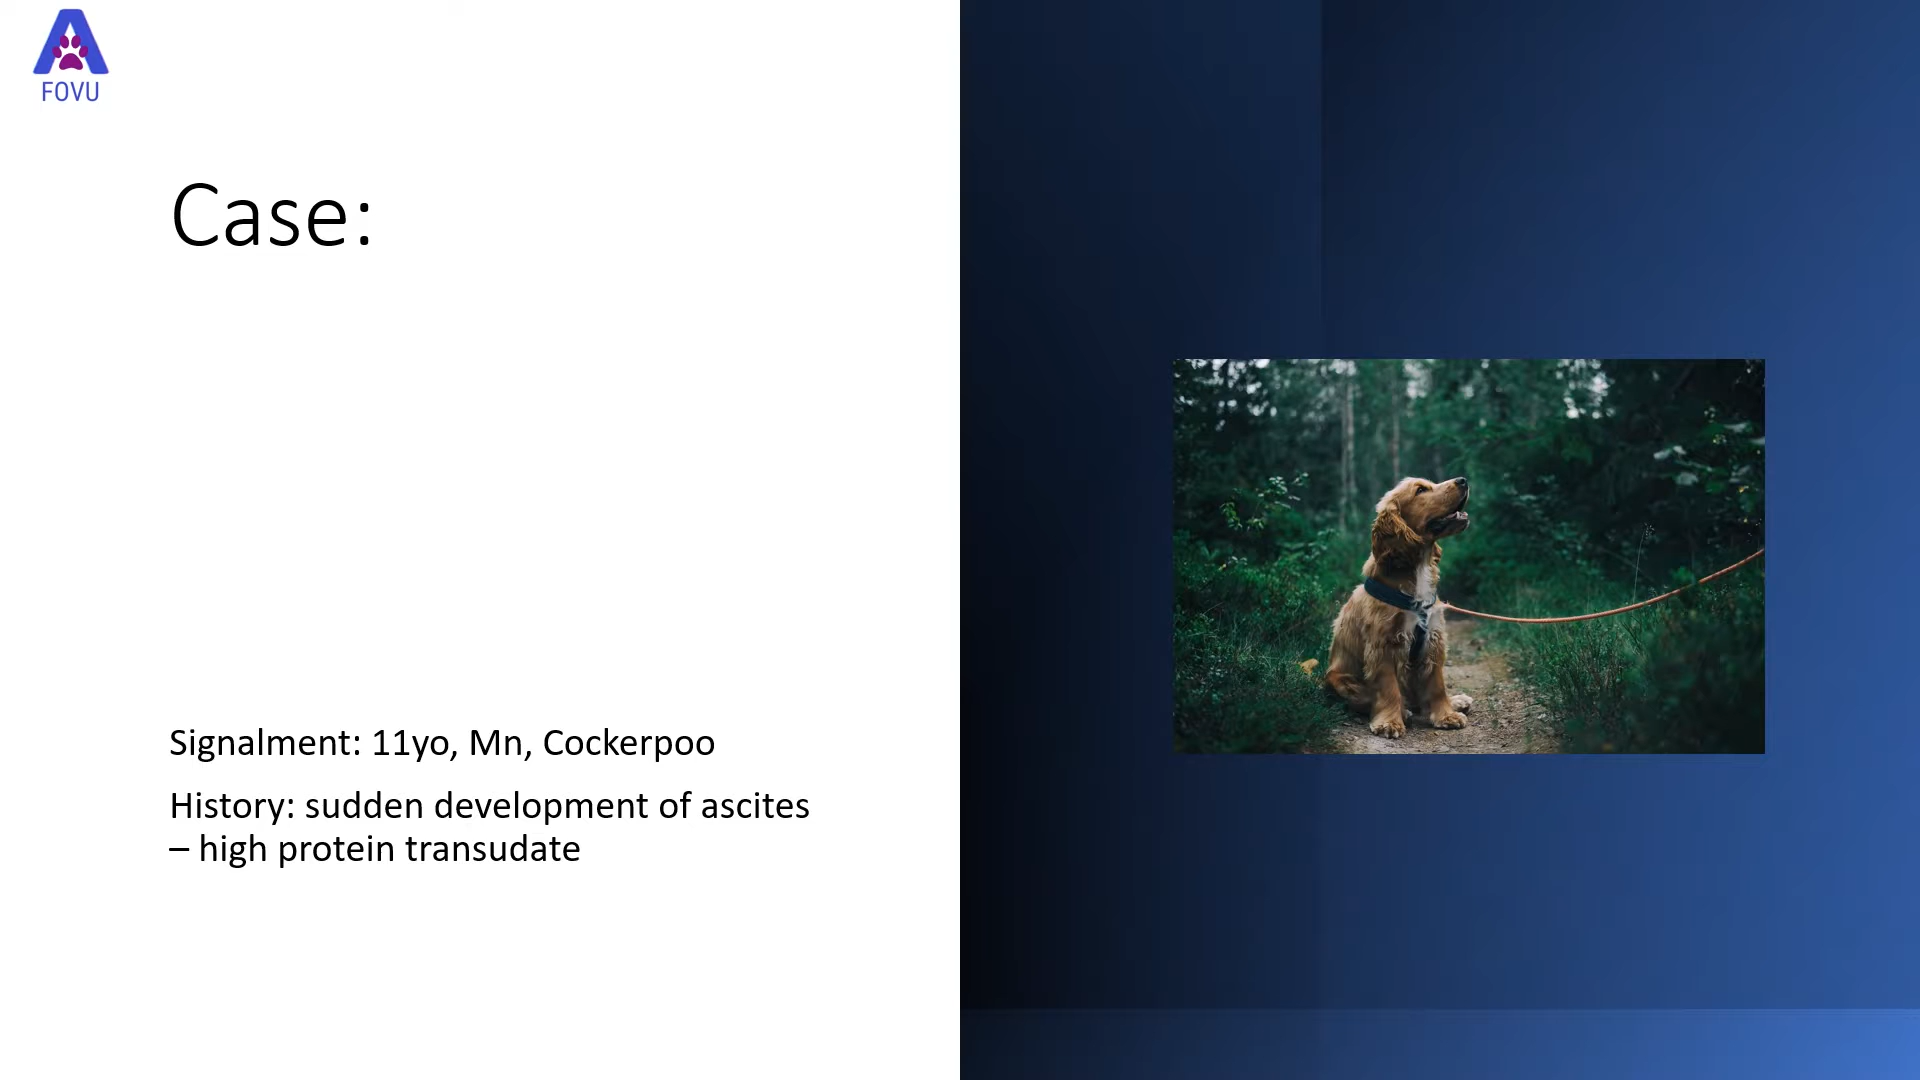 A
FOVU
Case:
Signalment: 11yo, Mn, Cockerpoo
History: sudden development of ascites
– high protein transudate